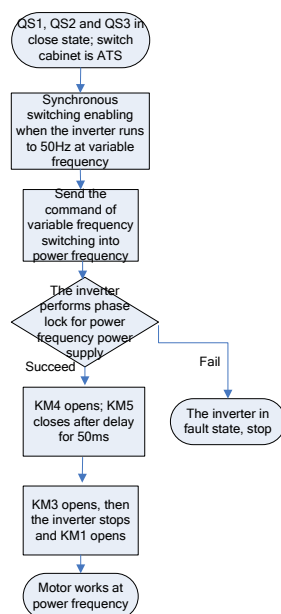 QS1, QS2 and QS3 in
close state; switch
cabinet is ATS
Synchronous
switching enabling
when the inverter runs
to 50Hz at variable
frequency
Send the
command of
variable frequency
switching into
power frequency
The inverter
performs phase
lock for power
frequency power
supply
Succeed
Fail
KM4 opens; KM5
closes after delay
for 50ms
The inverter in
fault state, stop
KM3 opens, then
the inverter stops
and KM1 opens
Motor works at
power frequency